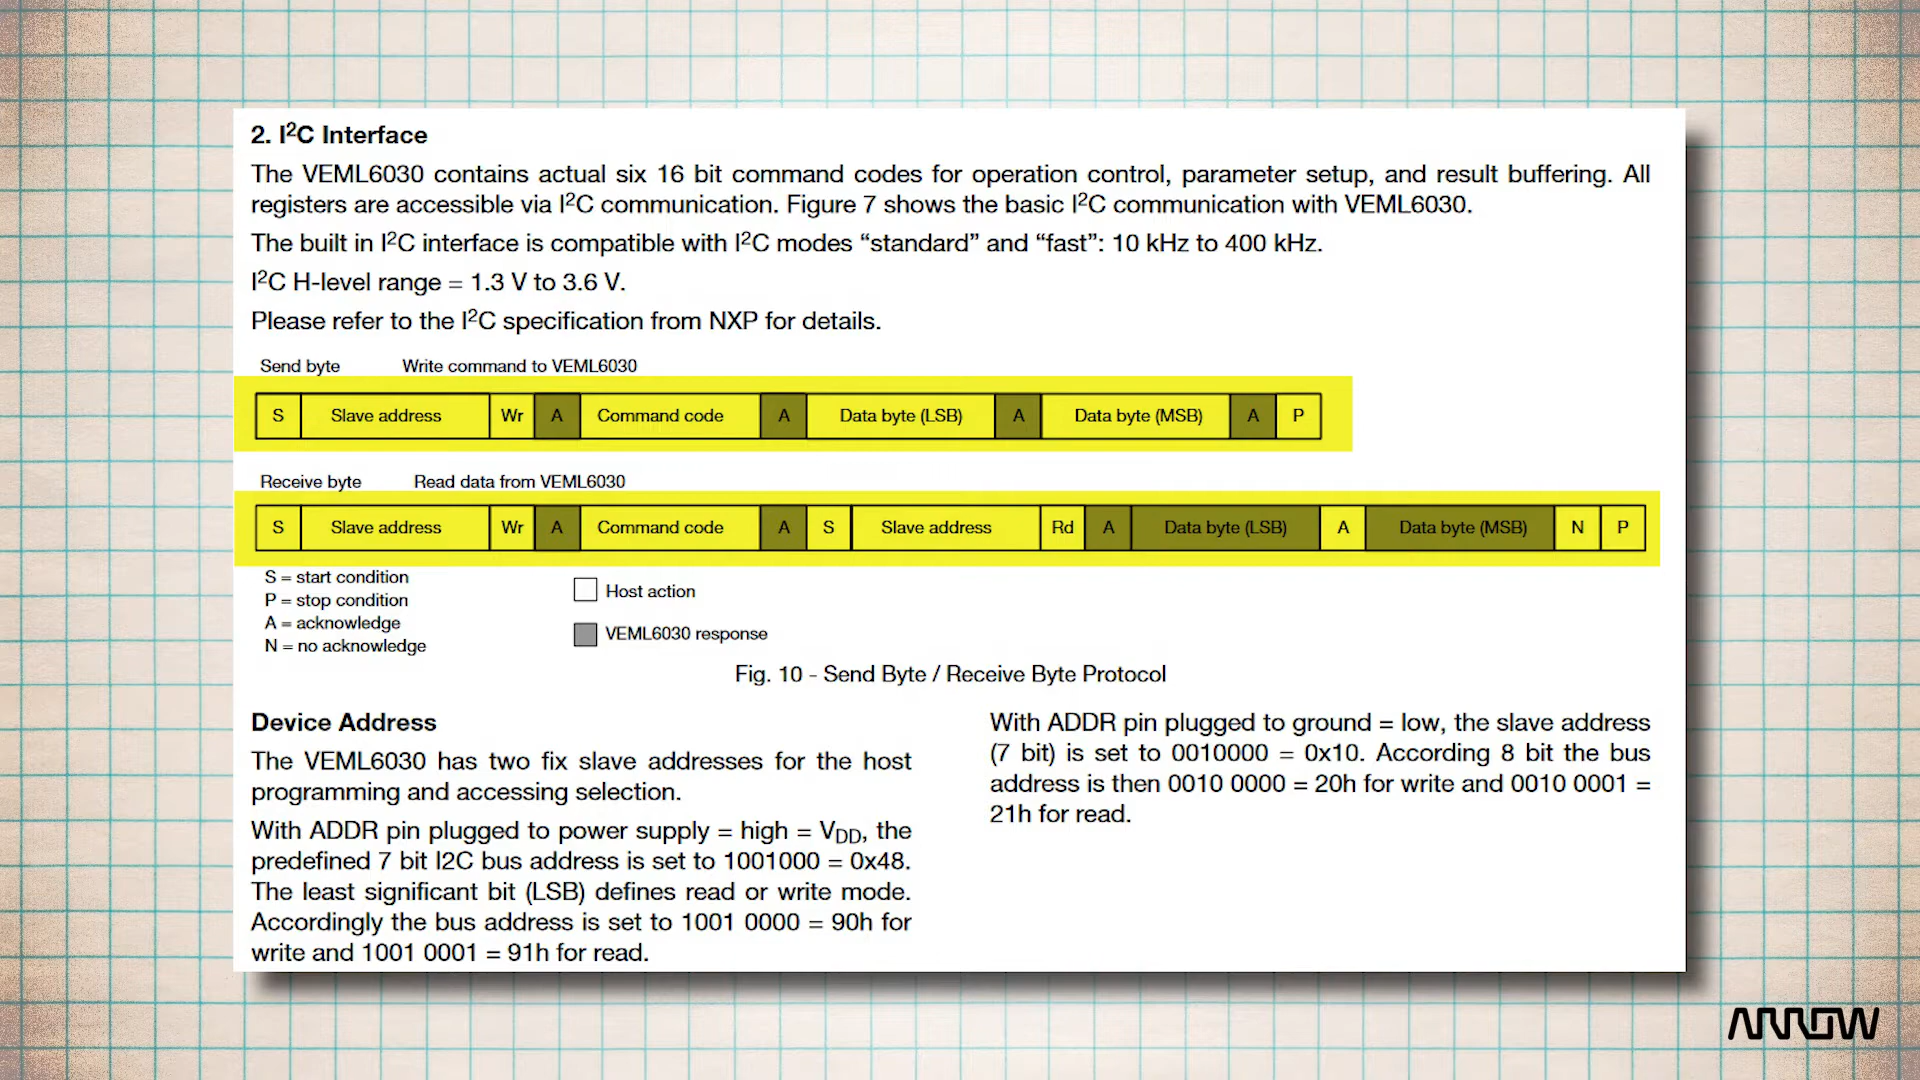 2. I²C Interface
The VEML6030 contains actual six 16 bit command codes for operation control, parameter setup, and result buffering. All
registers are accessible via I²C communication. Figure 7 shows the basic I²C communication with VEML6030.
The built in I²C interface is compatible with I²C modes “standard” and “fast”: 10 kHz to 400 kHz.
I²C H-level range = 1.3 V to 3.6 V.
Please refer to the I²C specification from NXP for details.
Send byte Write command to VEML6030
S Slave address Wr A Command code A Data byte (LSB) A Data byte (MSB) A P
Receive byte Read data from VEML6030
S Slave address Wr A Command code A S Slave address Rd A Data byte (LSB) A Data byte (MSB) N P
S = start condition
P = stop condition
A = acknowledge
N = no acknowledge
Host action
VEML6030 response
Fig. 10 - Send Byte / Receive Byte Protocol
Device Address
The VEML6030 has two fix slave addresses for the host
programming and accessing selection.
With ADDR pin plugged to power supply = high = VDD, the
predefined 7 bit I2C bus address is set to 1001000 = 0x48.
The least significant bit (LSB) defines read or write mode.
Accordingly the bus address is set to 1001 0000 = 90h for
write and 1001 0001 = 91h for read.
With ADDR pin plugged to ground = low, the slave address
(7 bit) is set to 0010000 = 0x10. According 8 bit the bus
address is then 0010 0000 = 20h for write and 0010 0001 =
21h for read.
ARROW